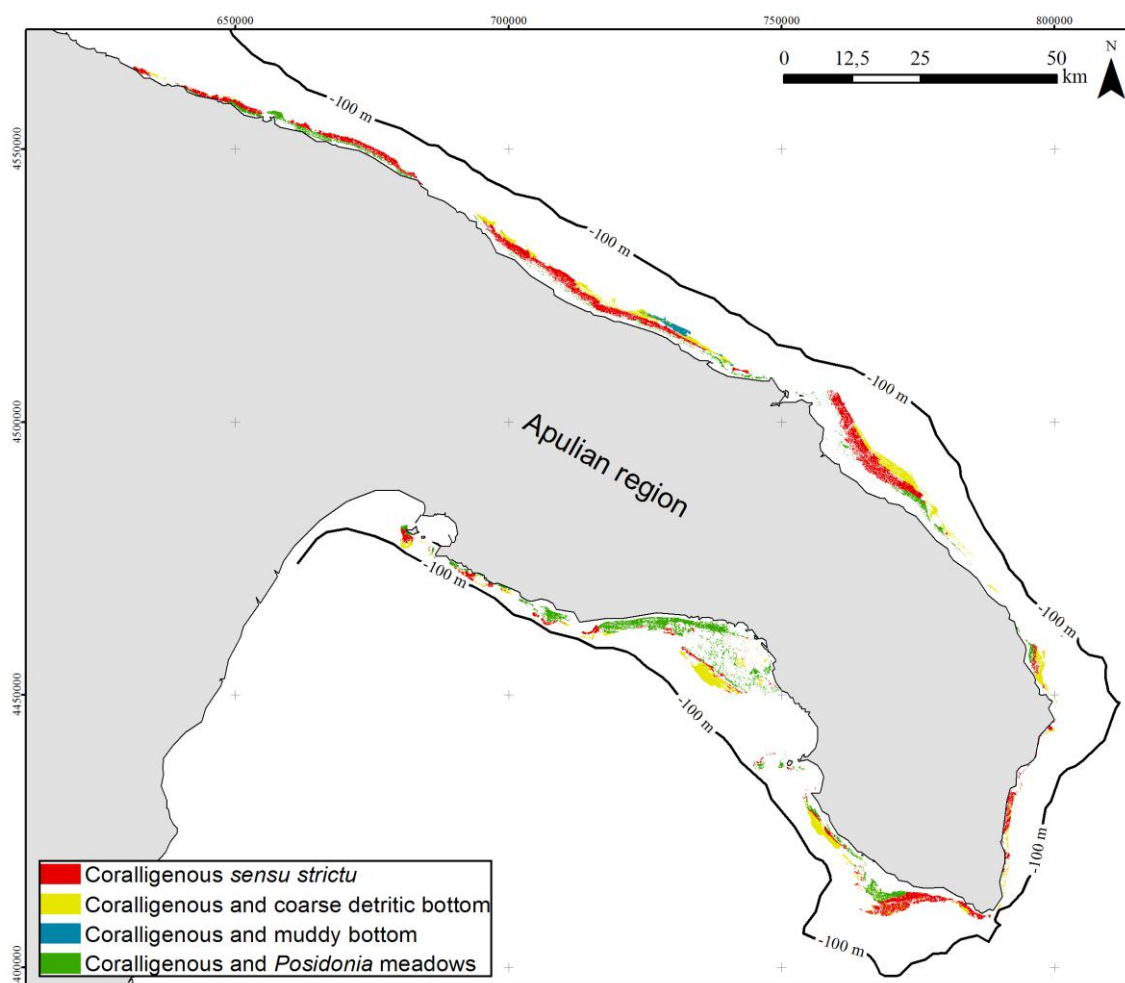 650000
700000
750000
800000
0
12,5
25
50
km
N
4550000
4500000
4450000
400000
-100 m
-100 m
-100 m
-100 m
-100 m
-100 m
-100 m
-100 m
Apulian region
Coralligenous sensu strictu
Coralligenous and coarse detritic bottom
Coralligenous and muddy bottom
Coralligenous and Posidonia meadows